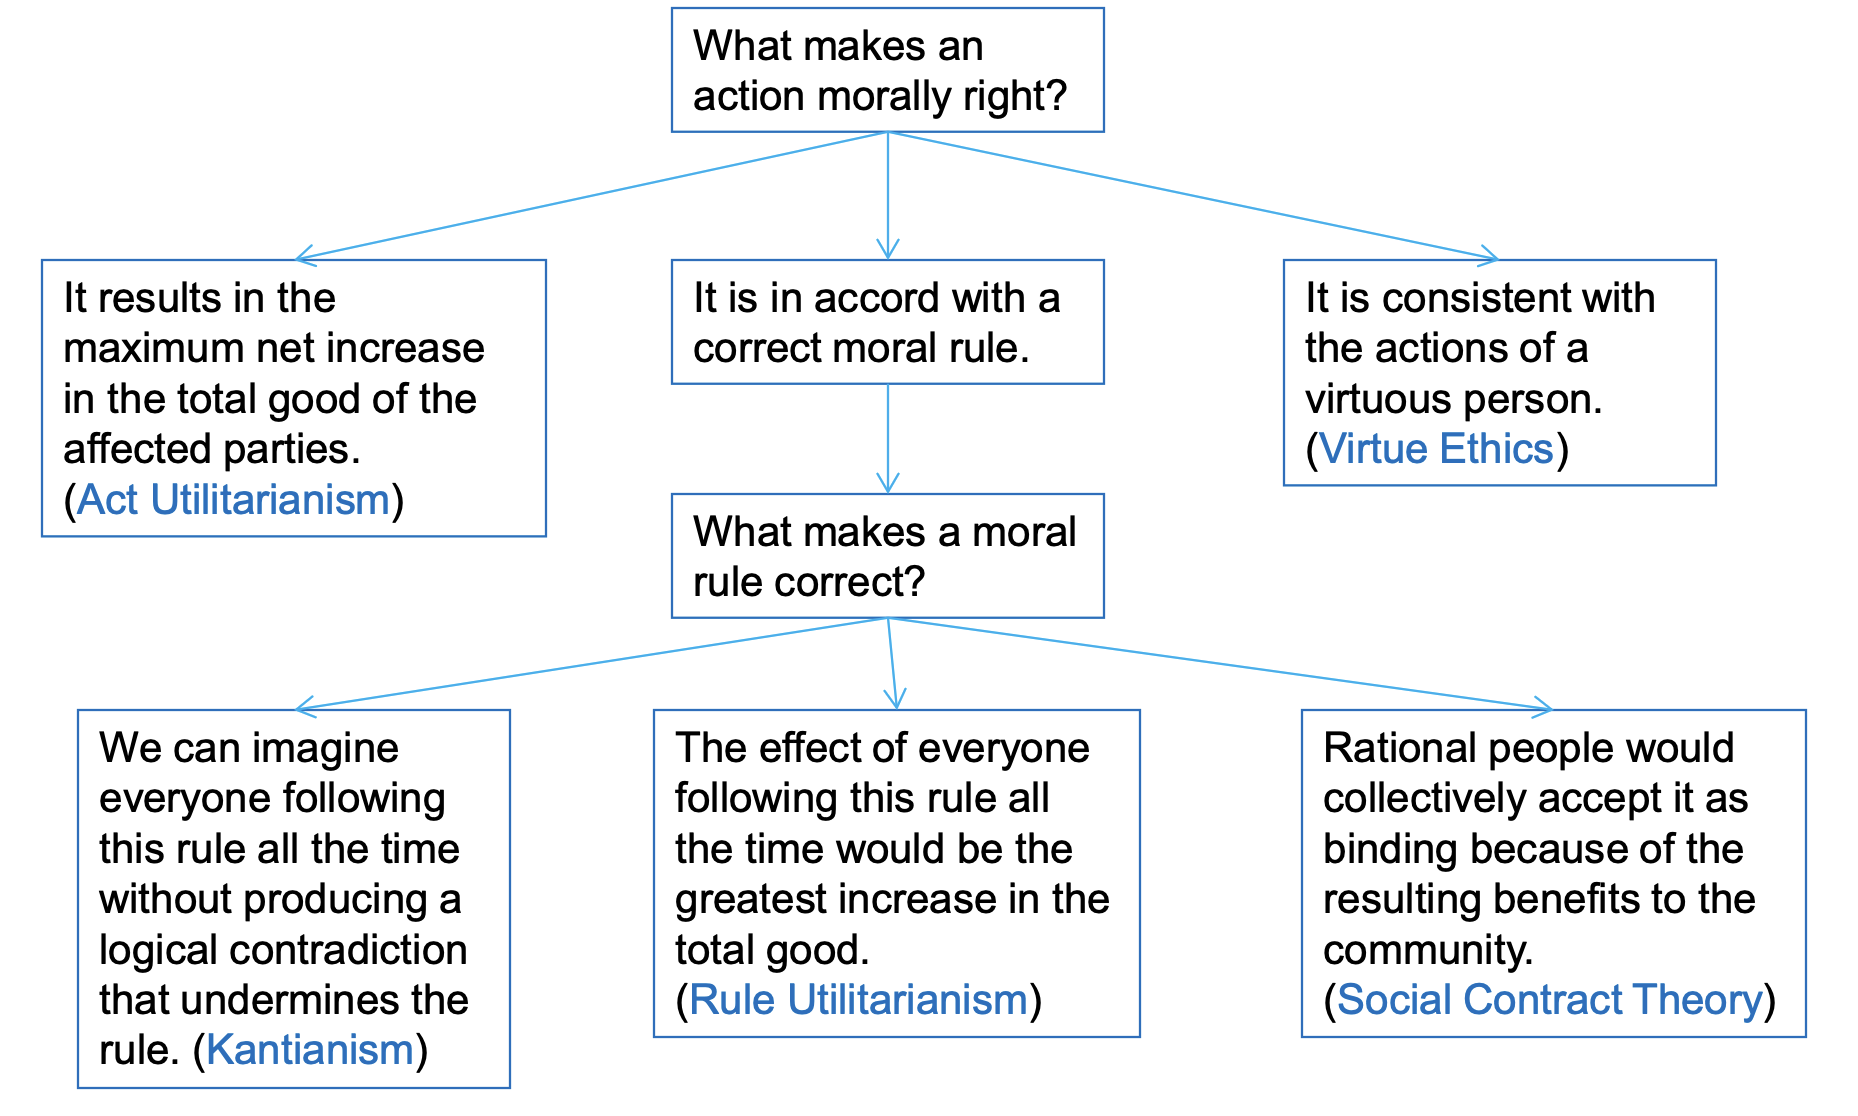 What makes an
action morally right?
It results in the
maximum net increase
in the total good of the
affected parties.
(Act Utilitarianism)
It is in accord with a
correct moral rule.
It is consistent with
the actions of a
virtuous person.
(Virtue Ethics)
What makes a moral
rule correct?
We can imagine
everyone following
this rule all the time
without producing a
logical contradiction
that undermines the
rule. (Kantianism)
The effect of everyone
following this rule all
the time would be the
greatest increase in the
total good.
(Rule Utilitarianism)
Rational people would
collectively accept it as
binding because of the
resulting benefits to the
community.
(Social Contract Theory)